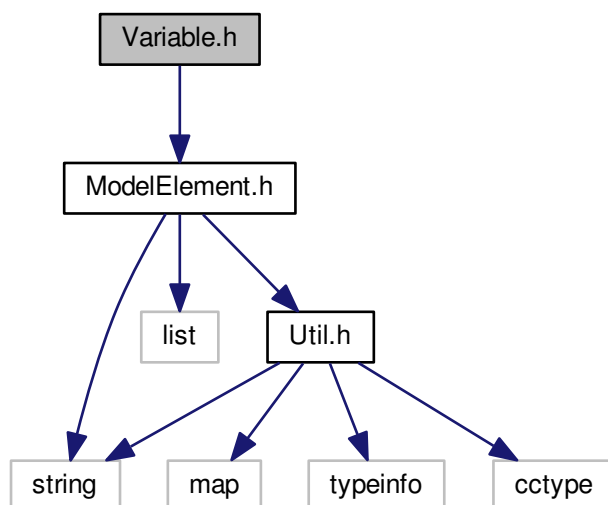 Variable.h
ModelElement.h
list
Util.h
string
map
typeinfo
cctype